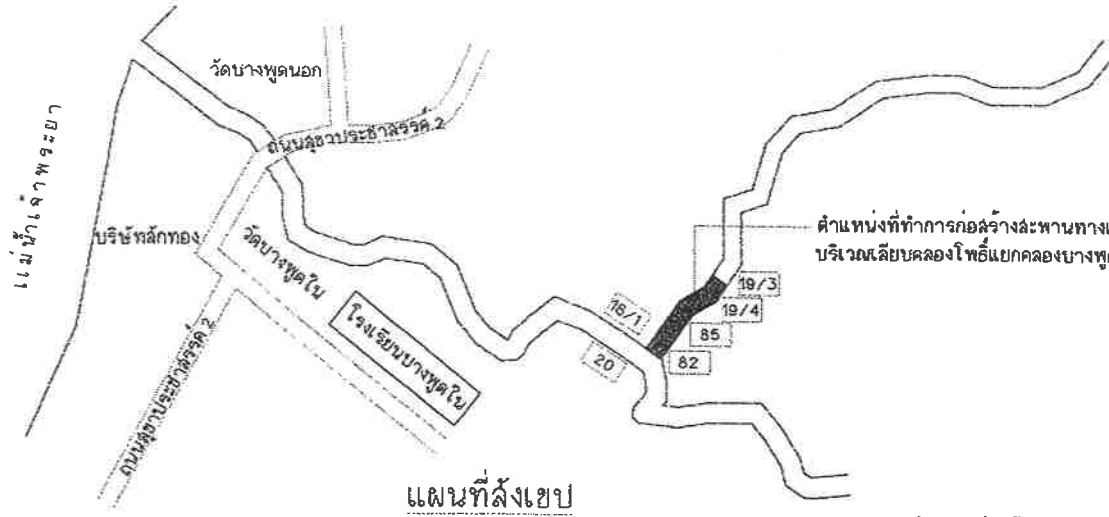 วัดบางพูดนอก
ถนนสุขาประชาสรรค์ 2
แม่น้ำเจ้าพระยา
บริษัทลักทอง
วัดบางพูดใน
โรงเรียนบางพูดใน
ถนนสุขาประชาสรรค์ 2
ตำแหน่งที่ทำการก่อสร้างสะพานทาง
บริเวณเลียบคลองโพธิ์แยกคลองบางพูด
19/3
19/4
16/1
85
20
82
แผนที่สังเขป